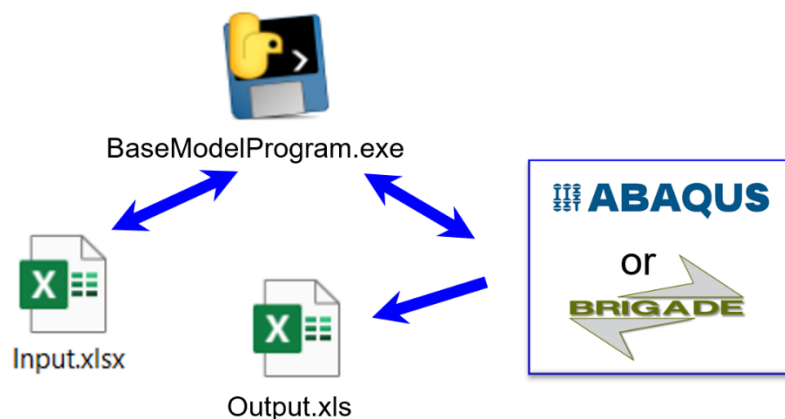 BaseModelProgram.exe
ABAQUS
or
BRIGADE
X
Input.xlsx
X
Output.xls